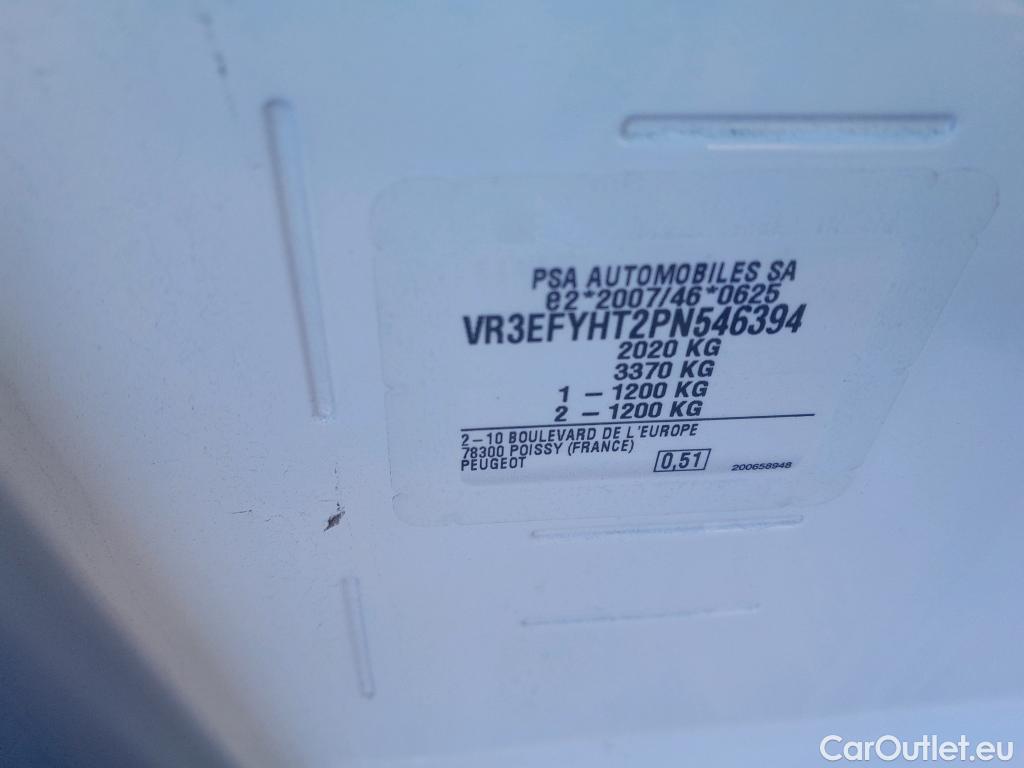 PSA AUTOMOBILES SA
e2*2007/46*0625
VR3EFYHT2PN546394
2020 KG
3370 KG
1 – 1200 KG
2 – 1200 KG
2–10 BOULEVARD DE L'EUROPE
78300 POISSY (FRANCE)
PEUGEOT
0,51
200658948
CarOutlet.eu